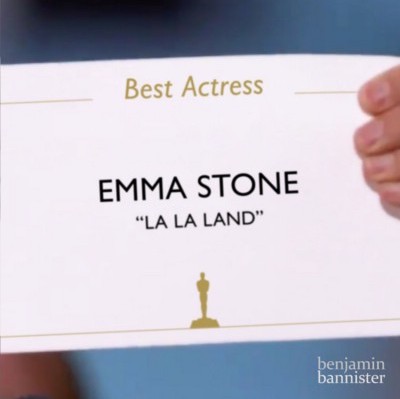 Best Actress
EMMA STONE
“LA LA LAND”
benjamin
bannister